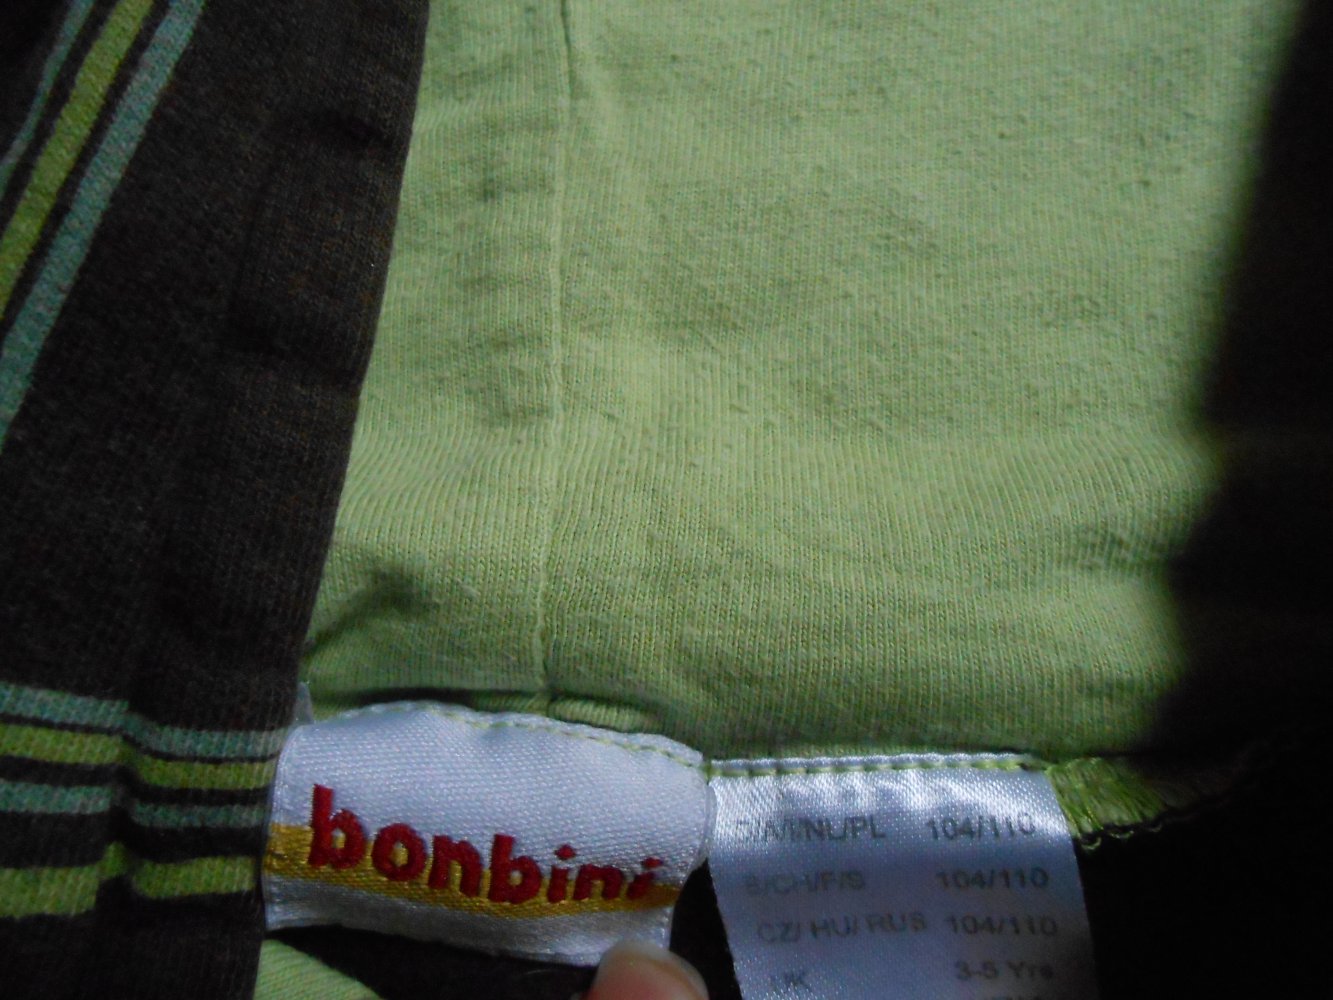 bonbini
D/A/I/NL/PL 104/110
B/CH/F/S 104/110
CZ/ HU/ RUS 104/110
UK 3-5 Yrs